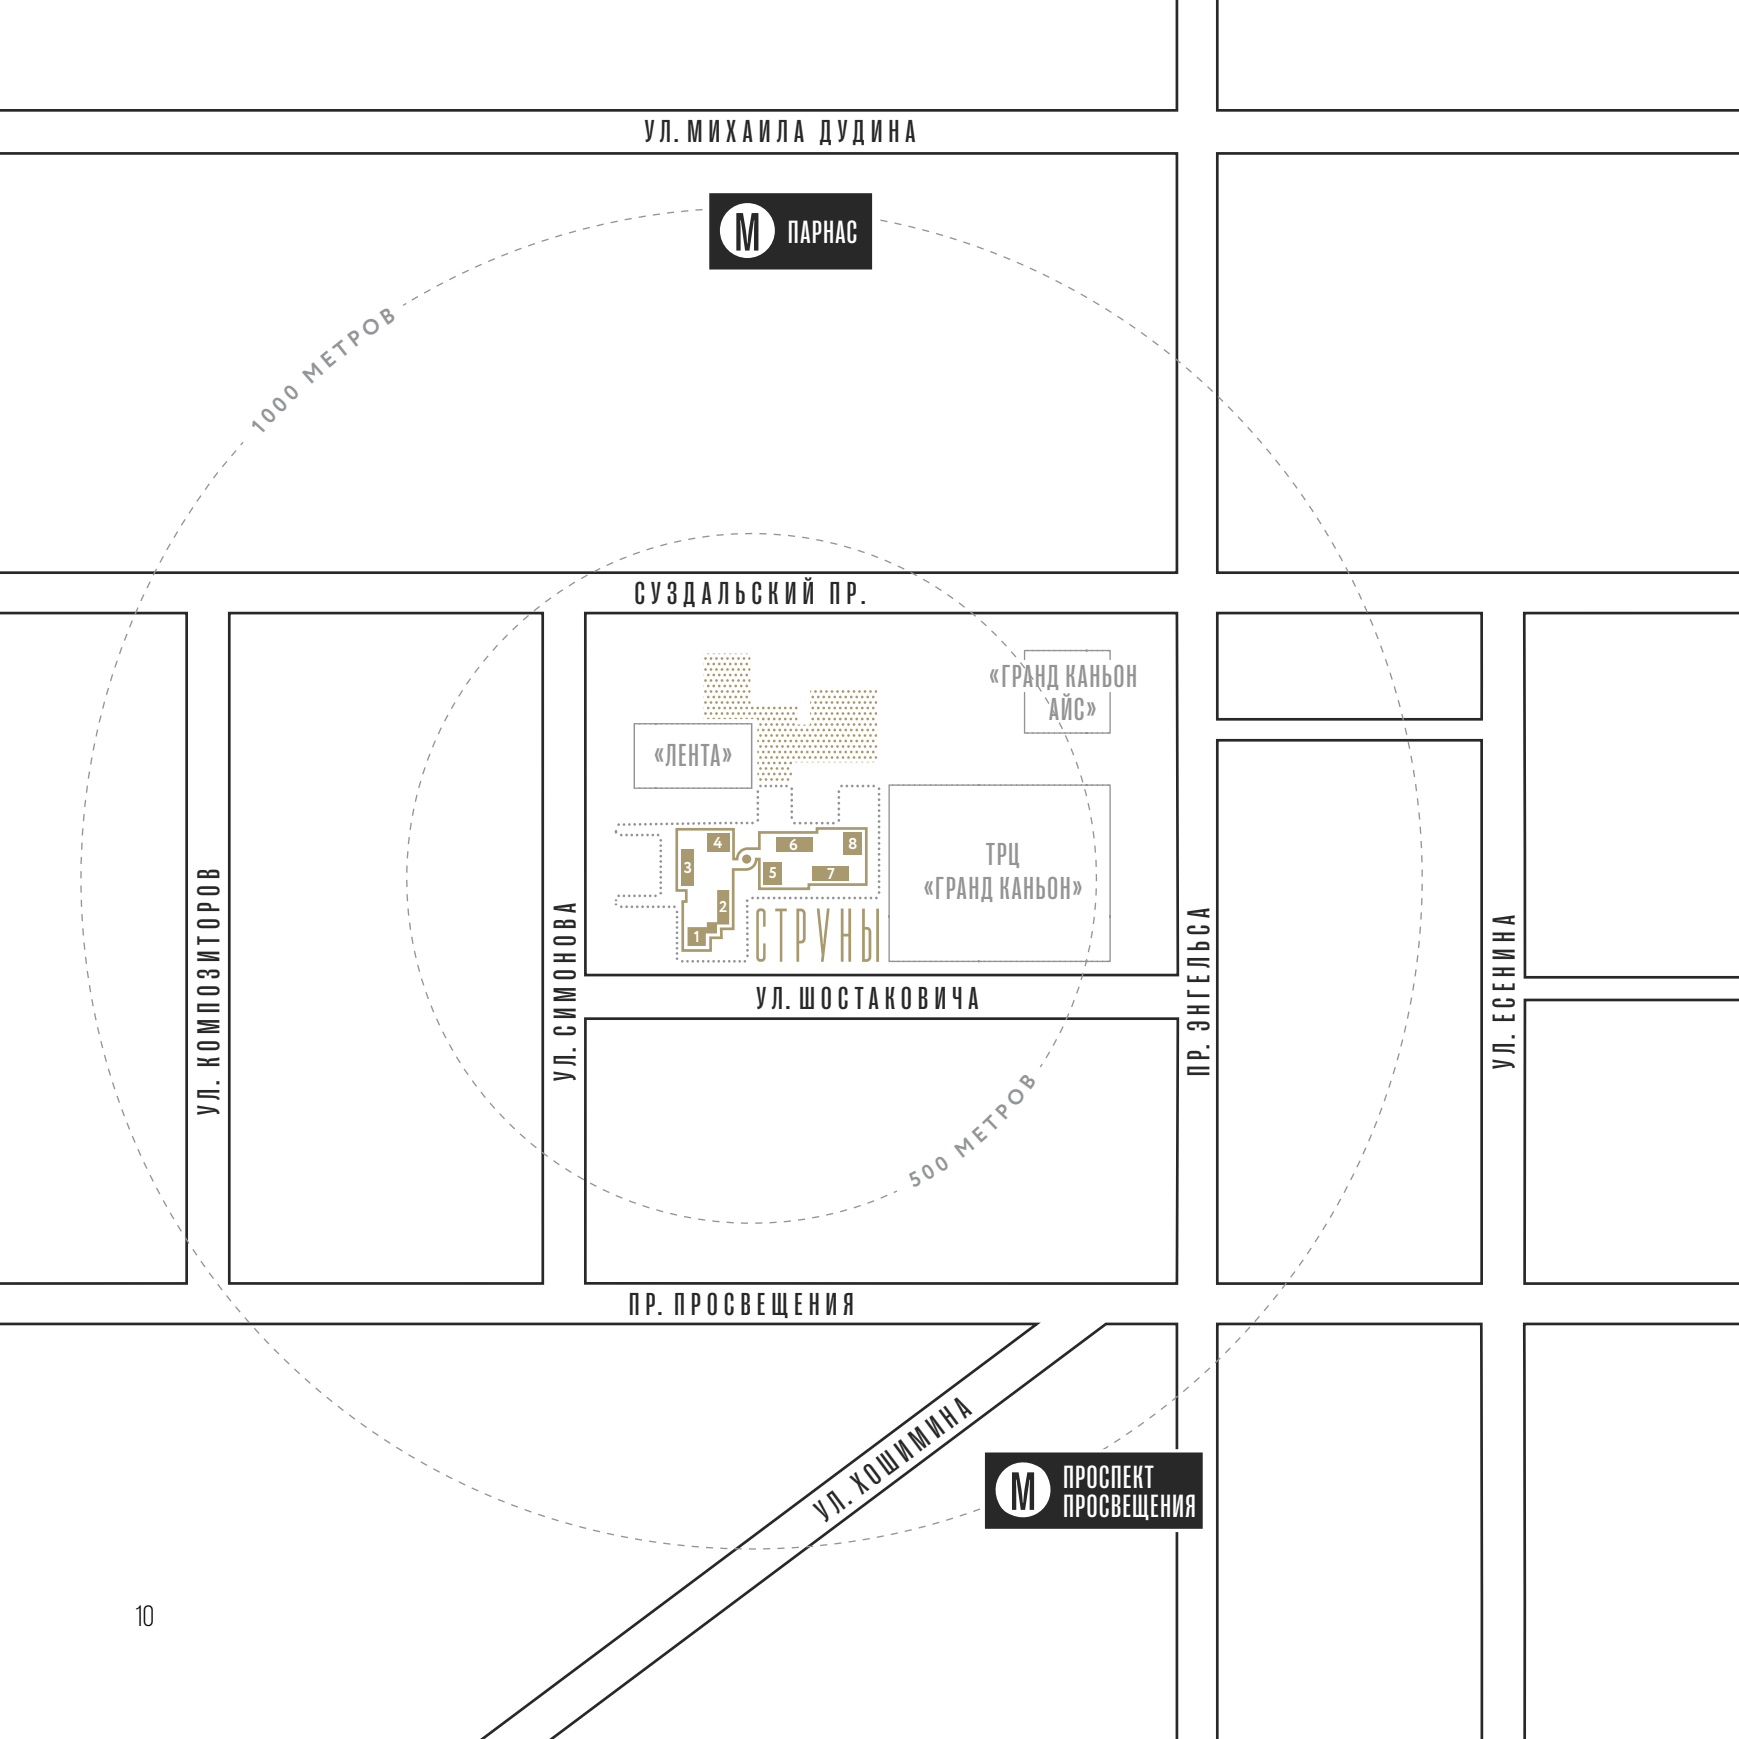 УЛ. МИХАИЛА ДУДИНА
М ПАРНАС
1000 МЕТРОВ
СУЗДАЛЬСКИЙ ПР.
«ГРАНД КАНЬОН
АЙС»
«ЛЕНТА»
4
6
8
3
5
7
2
1
ТРЦ
«ГРАНД КАНЬОН»
СТРУНЫ
УЛ. КОМПОЗИТОРОВ
УЛ. СИМОНОВА
УЛ. ШОСТАКОВИЧА
ПР. ЭНГЕЛЬСА
УЛ. ЕСЕНИНА
500 МЕТРОВ
ПР. ПРОСВЕЩЕНИЯ
УЛ. ХОШИМИНА
М ПРОСПЕКТ
ПРОСВЕЩЕНИЯ
10